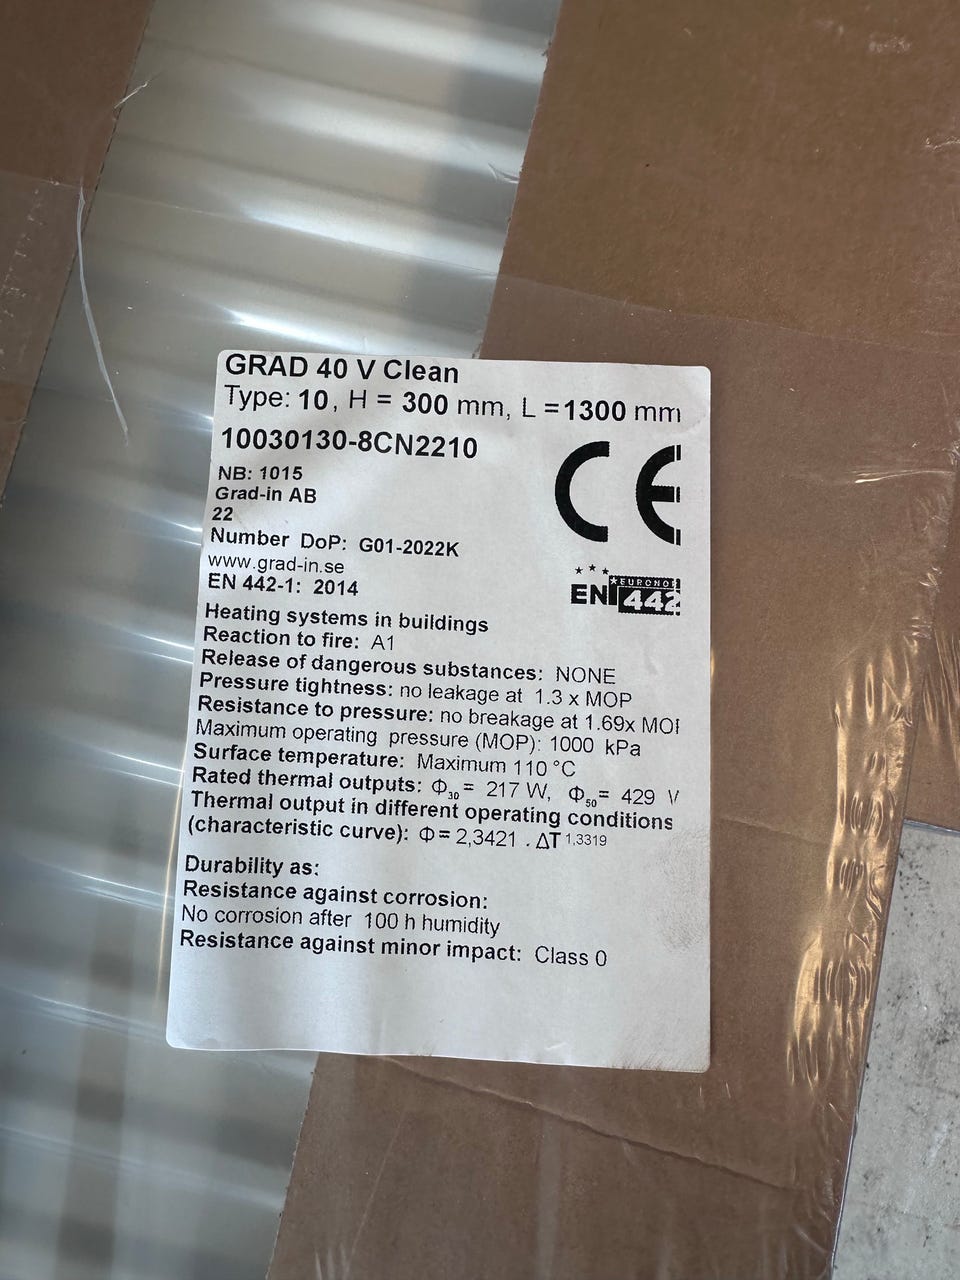 GRAD 40 V Clean
Type: 10, H = 300 mm, L =1300 mm
10030130-8CN2210
CE
NB: 1015
Grad-in AB
22
Number DoP: G01-2022K
www.grad-in.se
EN 442-1: 2014
EURONO
EN 442
Heating systems in buildings
Reaction to fire: A1
Release of dangerous substances: NONE
Pressure tightness: no leakage at 1.3 x MOP
Resistance to pressure: no breakage at 1.69x MO
Maximum operating pressure (MOP): 1000 kPa
Surface temperature: Maximum 110 °C
Rated thermal outputs: Φ₃₀ = 217 W, Φ₅₀ = 429
Thermal output in different operating conditions
(characteristic curve): Φ = 2,3421 . ΔT ¹,³³¹⁹
Durability as:
Resistance against corrosion:
No corrosion after 100 h humidity
Resistance against minor impact: Class 0